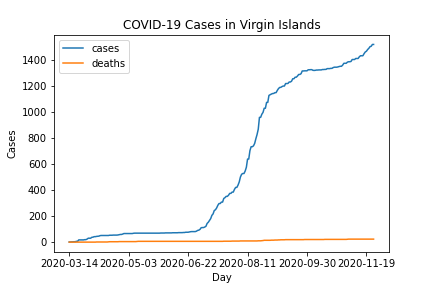 COVID-19 Cases in Virgin Islands
cases
deaths
1400
1200
1000
800
600
400
200
0
Cases
2020-03-14 2020-05-03 2020-06-22 2020-08-11 2020-09-30 2020-11-19
Day